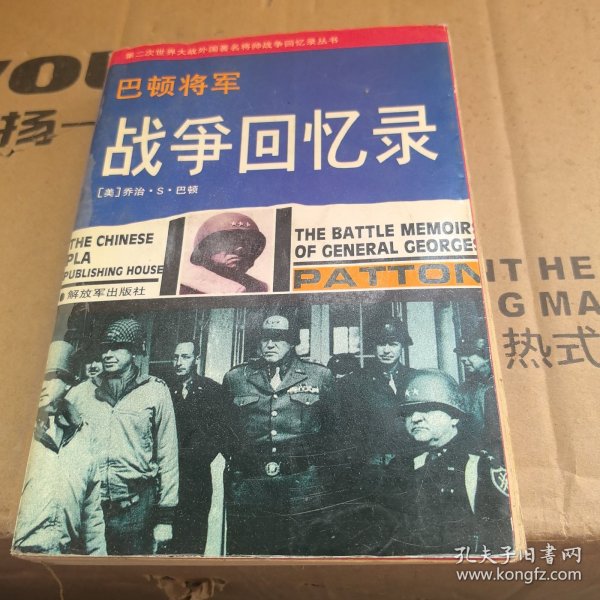 第二次世界大战外国著名将帅战争回忆录丛书
巴顿将军
战争回忆录
[美]乔治·S·巴顿
THE CHINESE
PLA
PUBLISHING HOUSE
解放军出版社
THE BATTLE MEMOIRS
OF GENERAL GEORGES
PATTON
YOU
扬一
NT HE
G MA
热式
孔夫子旧书网
www.kongfz.com